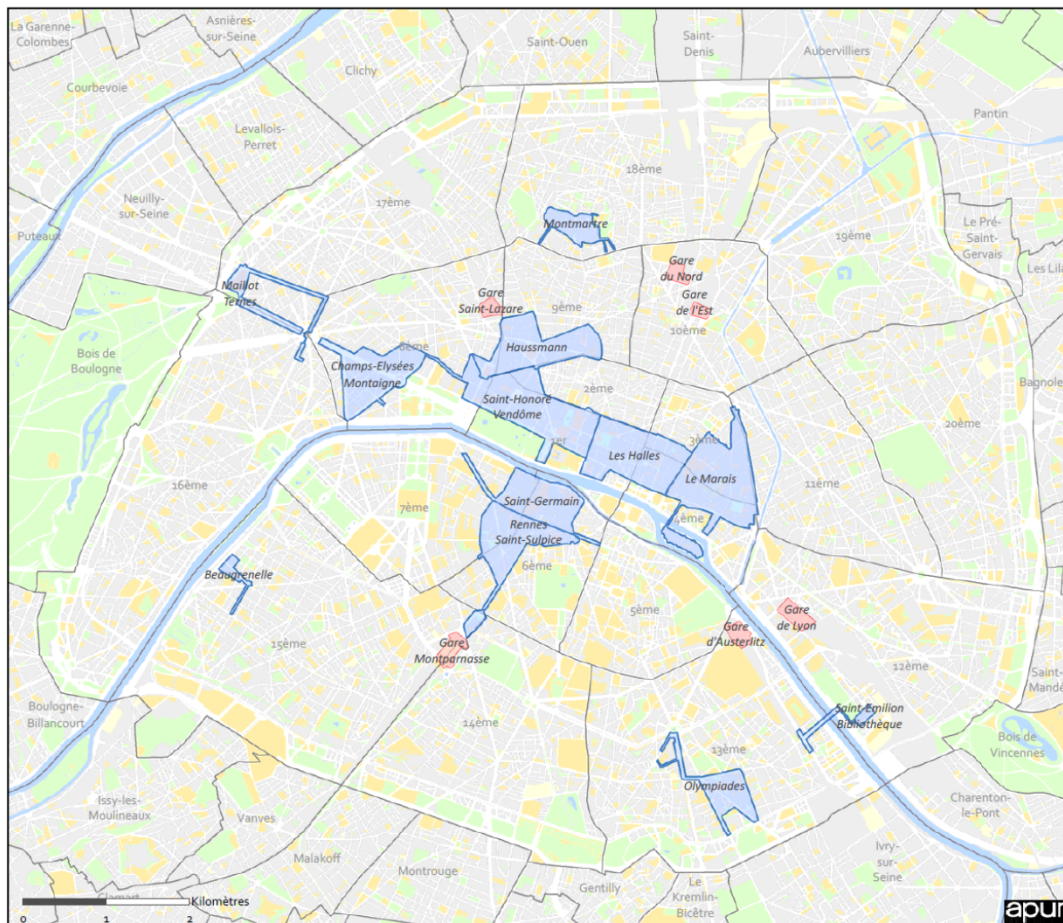 La Garenne-
Colombes
Asnières-
sur-Seine
Saint-Ouen
Saint-
Denis
Aubervilliers
Courbevoie
Clichy
Pantin
Levallois-
Perret
18ème
Neuilly-
sur-Seine
17ème
Montmartre
19ème
Le Pré-
Saint-
Gervais
Puteaux
Les Lila
Gare
du Nord
Maillot
Ternes
Gare
Saint-Lazare
9ème
Gare
de l'Est
10ème
Bois de
Boulogne
8ème
Haussmann
Champs-Elysées
Montaigne
2ème
Bagnole
Saint-Honoré
Vendôme
20ème
1er
3ème
Les Halles
Le Marais
16ème
11ème
7ème
Saint-Germain
4ème
Rennes
Saint-Sulpice
6ème
Beaugrenelle
5ème
Gare
de Lyon
Gare
d'Austerlitz
15ème
Gare
Montparnasse
12ème
Saint-
Mandé
Boulogne-
Billancourt
14ème
Saint-Emilion
Bibliothèque
13ème
Bois de
Vincennes
Olympiades
Issy-les-
Moulineaux
Vanves
Charenton-
le-Pont
Malakoff
Montrouge
Gentilly
Le
Kremlin-
Bicêtre
Ivry-
sur-
Seine
Clamart
Kilomètres
0 1 2
apur